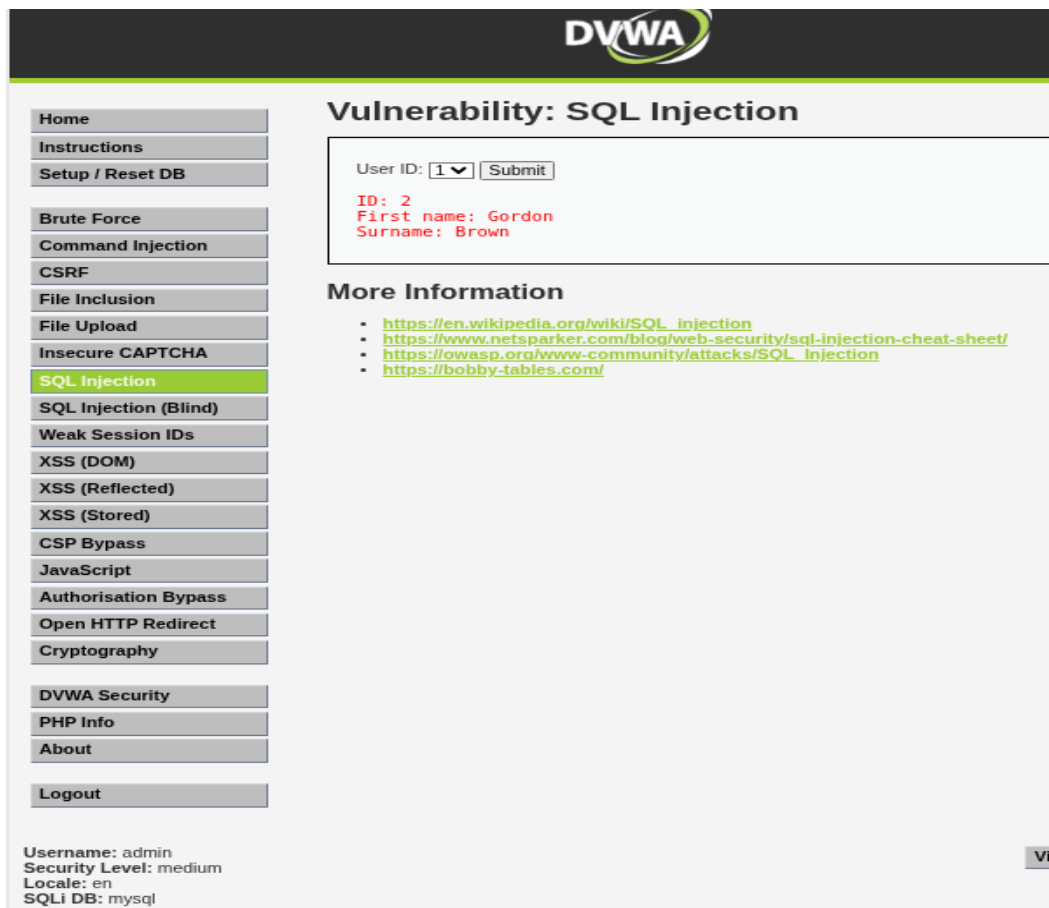 DVWA
Home
Instructions
Setup / Reset DB
Brute Force
Command Injection
CSRF
File Inclusion
File Upload
Insecure CAPTCHA
SQL Injection
SQL Injection (Blind)
Weak Session IDs
XSS (DOM)
XSS (Reflected)
XSS (Stored)
CSP Bypass
JavaScript
Authorisation Bypass
Open HTTP Redirect
Cryptography
DVWA Security
PHP Info
About
Logout
Vulnerability: SQL Injection
User ID: 1 Submit
ID: 2
First name: Gordon
Surname: Brown
More Information
https://en.wikipedia.org/wiki/SQL_injection
https://www.netsparker.com/blog/web-security/sql-injection-cheat-sheet/
https://owasp.org/www-community/attacks/SQL_Injection
https://bobby-tables.com/
Username: admin
Security Level: medium
Locale: en
SQLi DB: mysql